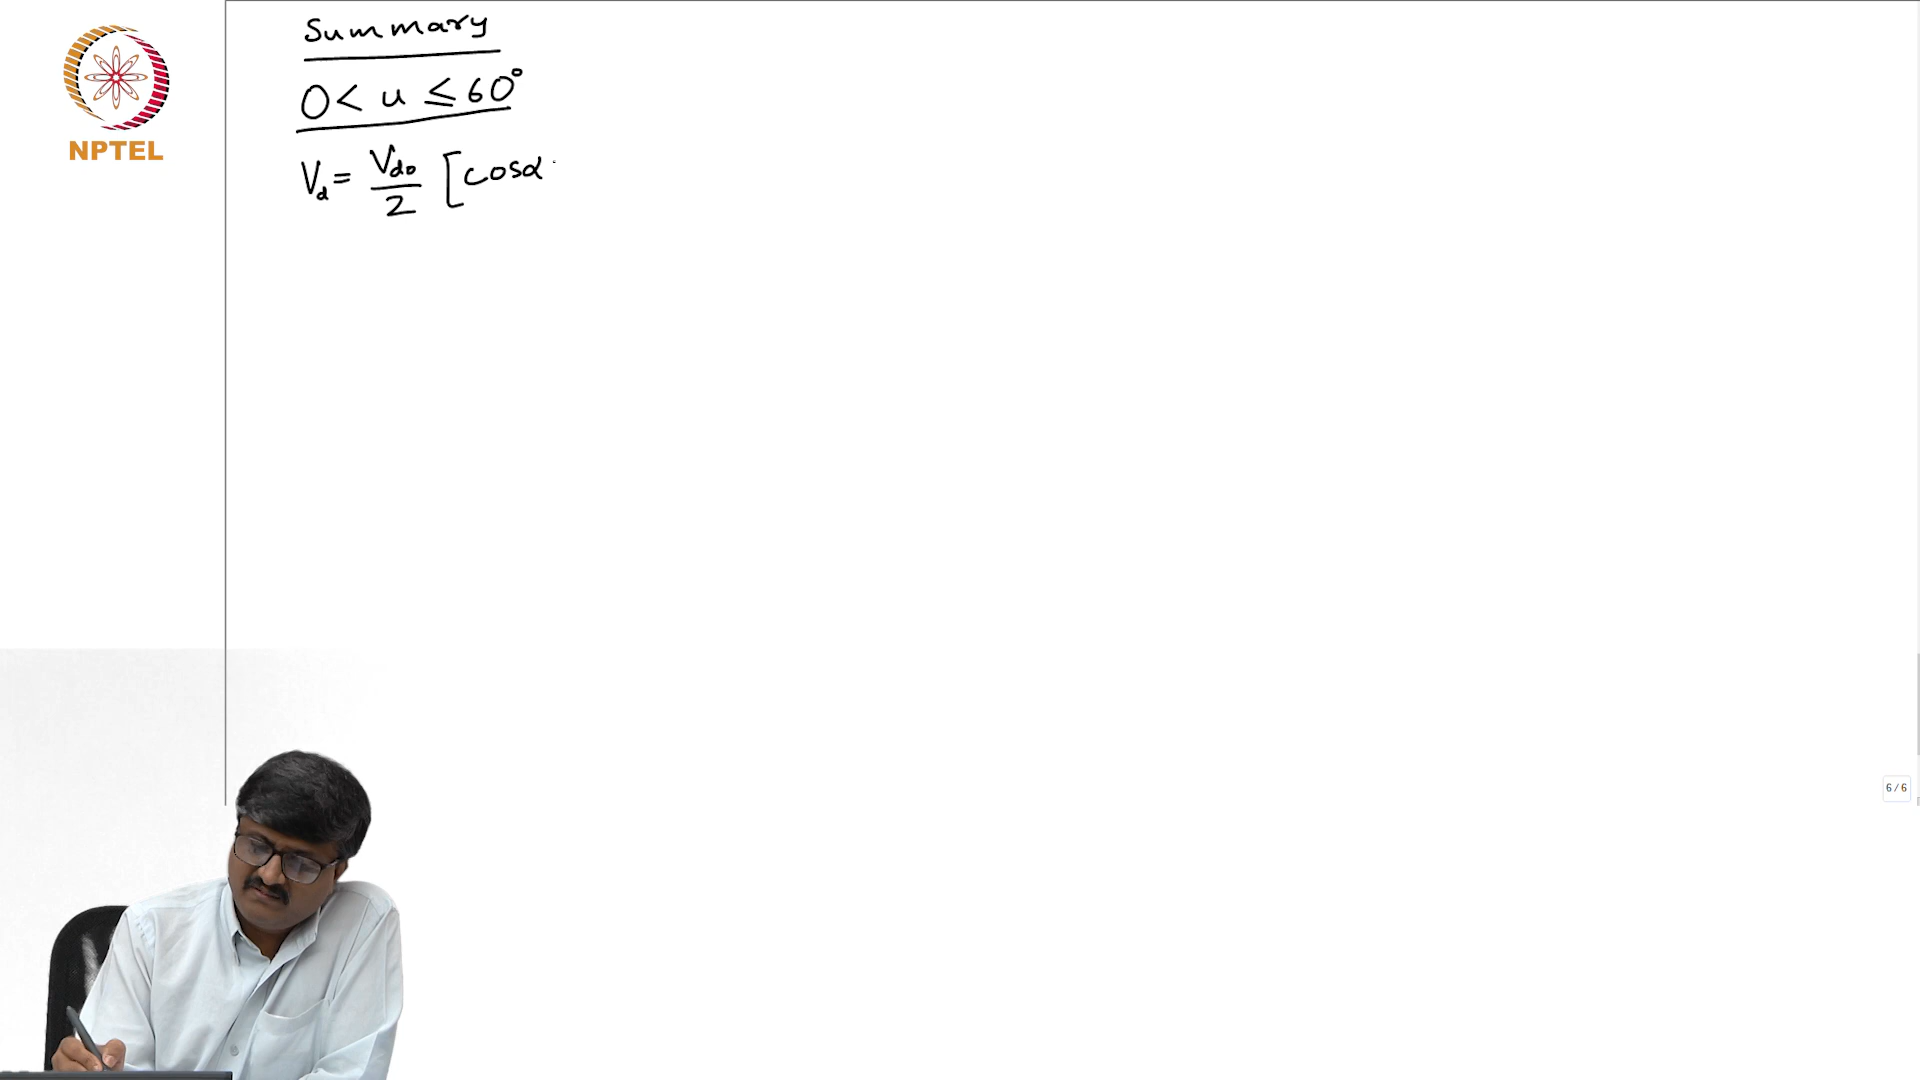 NPTEL
Summary
0 < u ≤ 60°
V_d = V_do / 2 [cosα
6 / 6